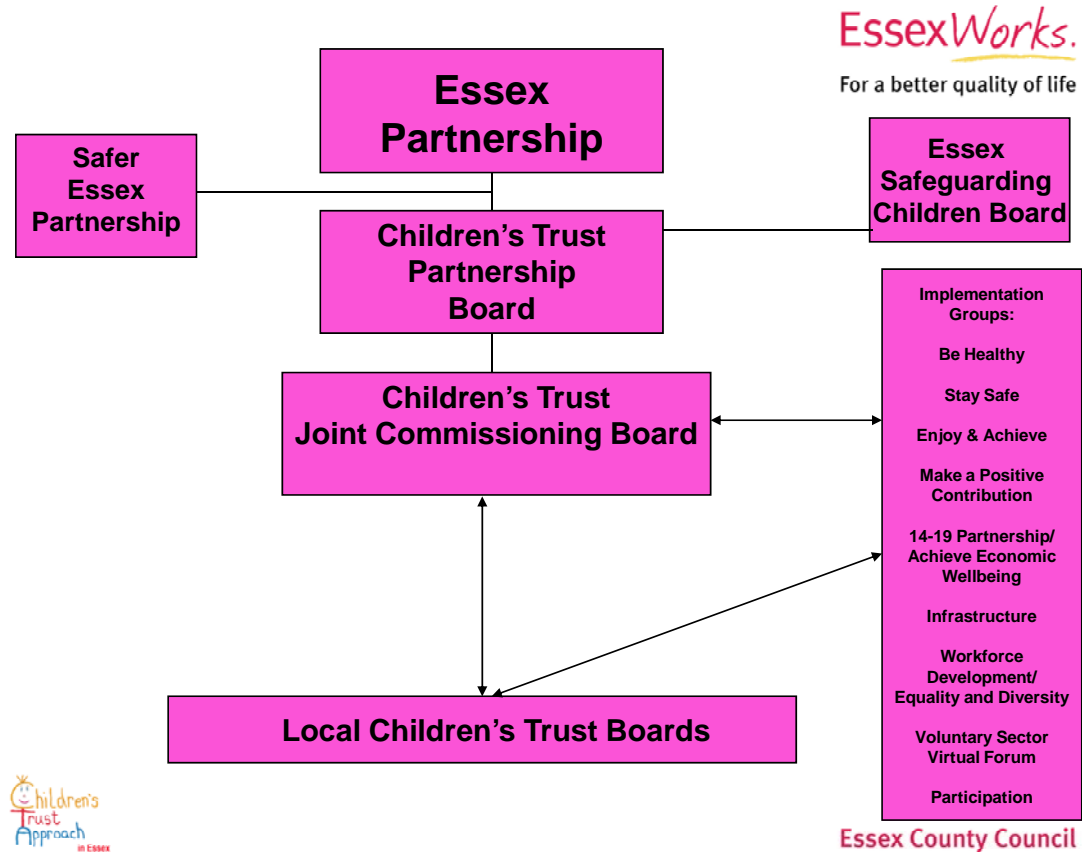 EssexWorks.
For a better quality of life
Essex
Partnership
Safer
Essex
Partnership
Essex
Safeguarding
Children Board
Children's Trust
Partnership
Board
Children's Trust
Joint Commissioning Board
Implementation
Groups:
Be Healthy
Stay Safe
Enjoy & Achieve
Make a Positive
Contribution
14-19 Partnership/
Achieve Economic
Wellbeing
Infrastructure
Workforce
Development/
Equality and Diversity
Voluntary Sector
Virtual Forum
Participation
Local Children's Trust Boards
Children's
Trust
Approach
in Essex
Essex County Council